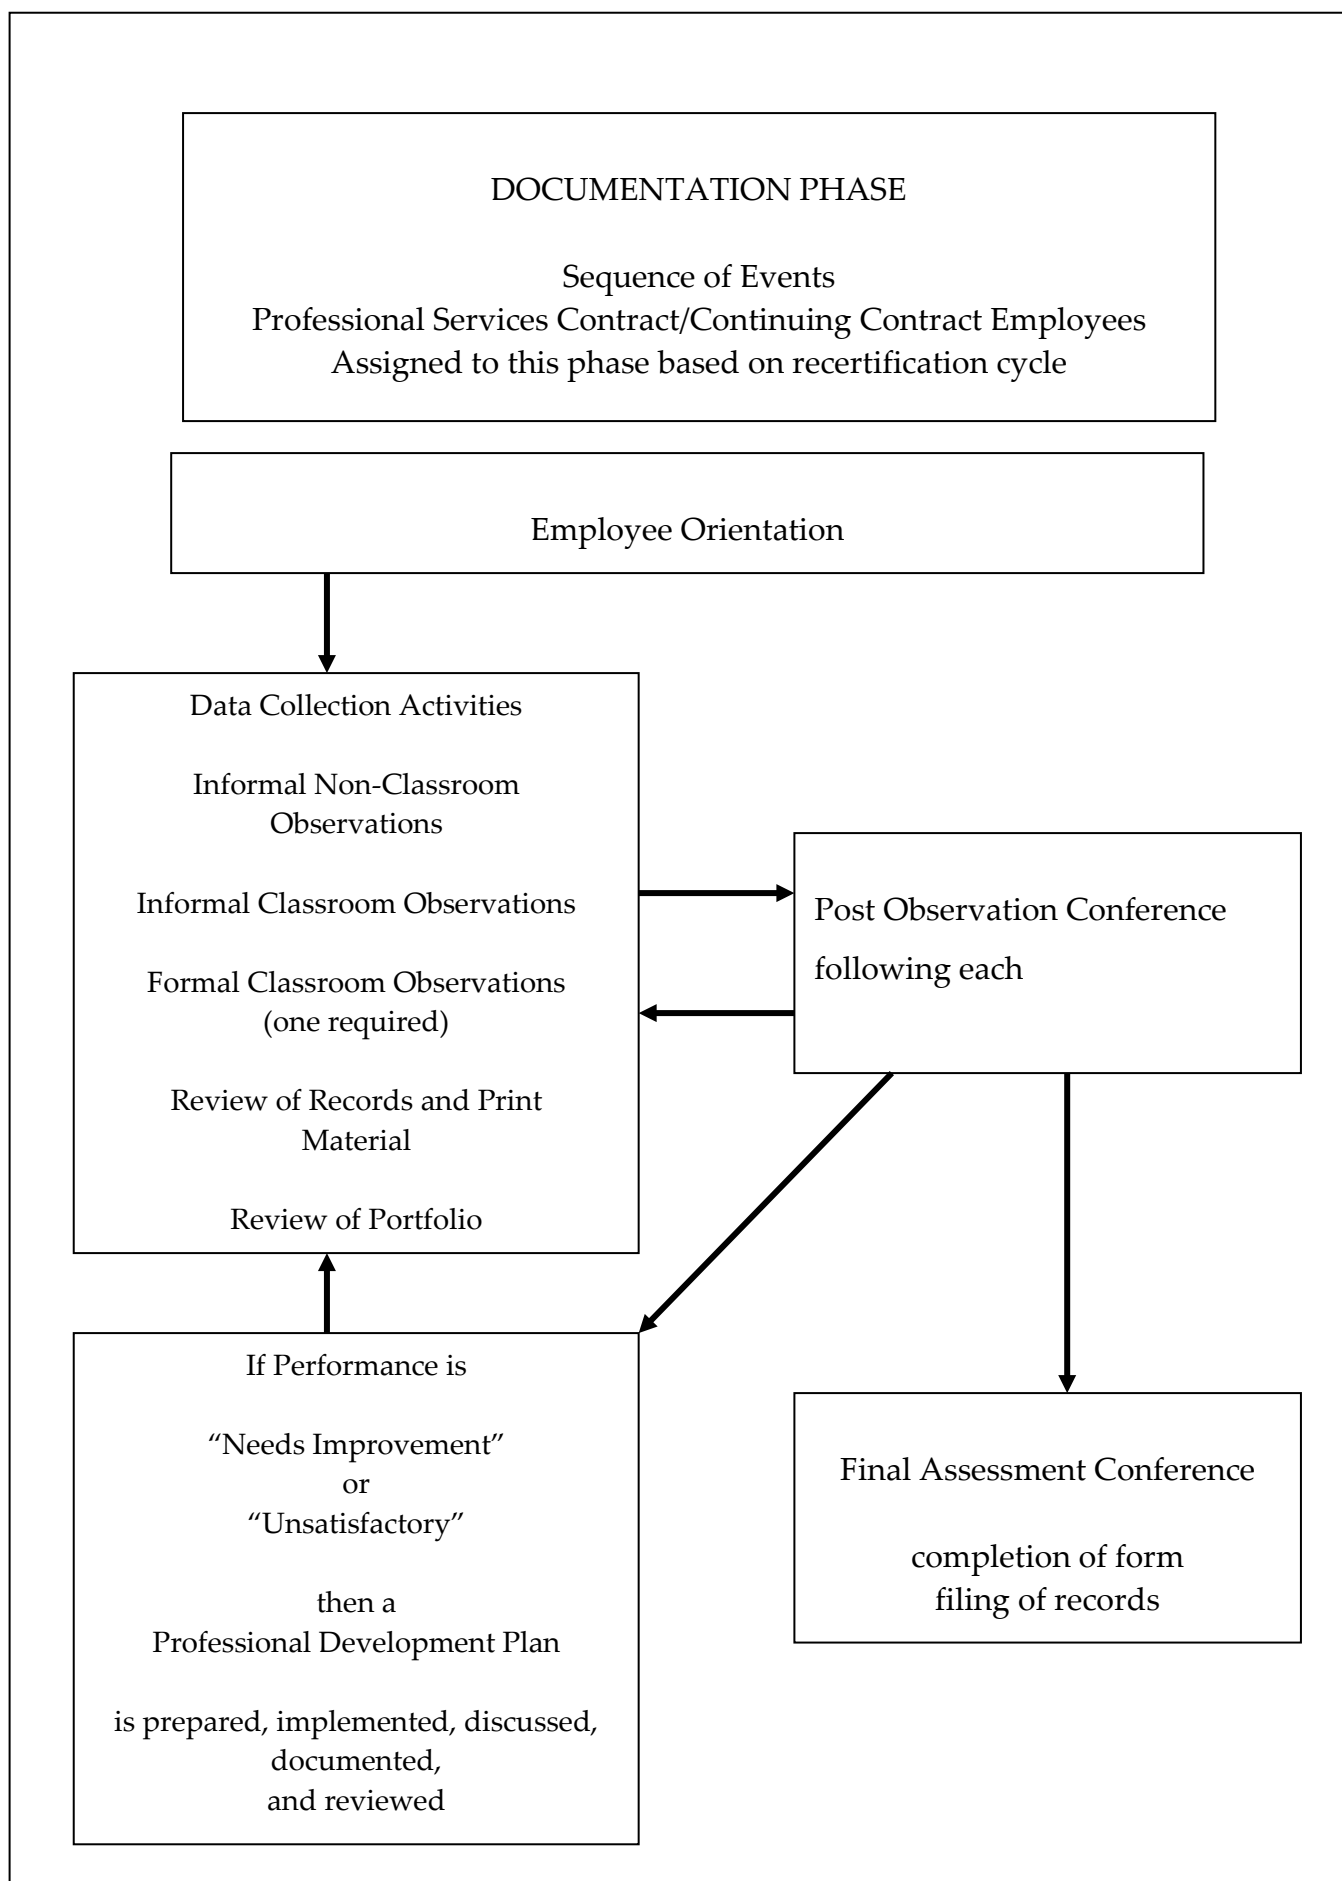 DOCUMENTATION PHASE
Sequence of Events
Professional Services Contract/Continuing Contract Employees
Assigned to this phase based on recertification cycle
Employee Orientation
Data Collection Activities
Informal Non-Classroom
Observations
Informal Classroom Observations
Formal Classroom Observations
(one required)
Review of Records and Print
Material
Review of Portfolio
Post Observation Conference
following each
If Performance is
“Needs Improvement”
or
“Unsatisfactory”
then a
Professional Development Plan
is prepared, implemented, discussed,
documented,
and reviewed
Final Assessment Conference
completion of form
filing of records